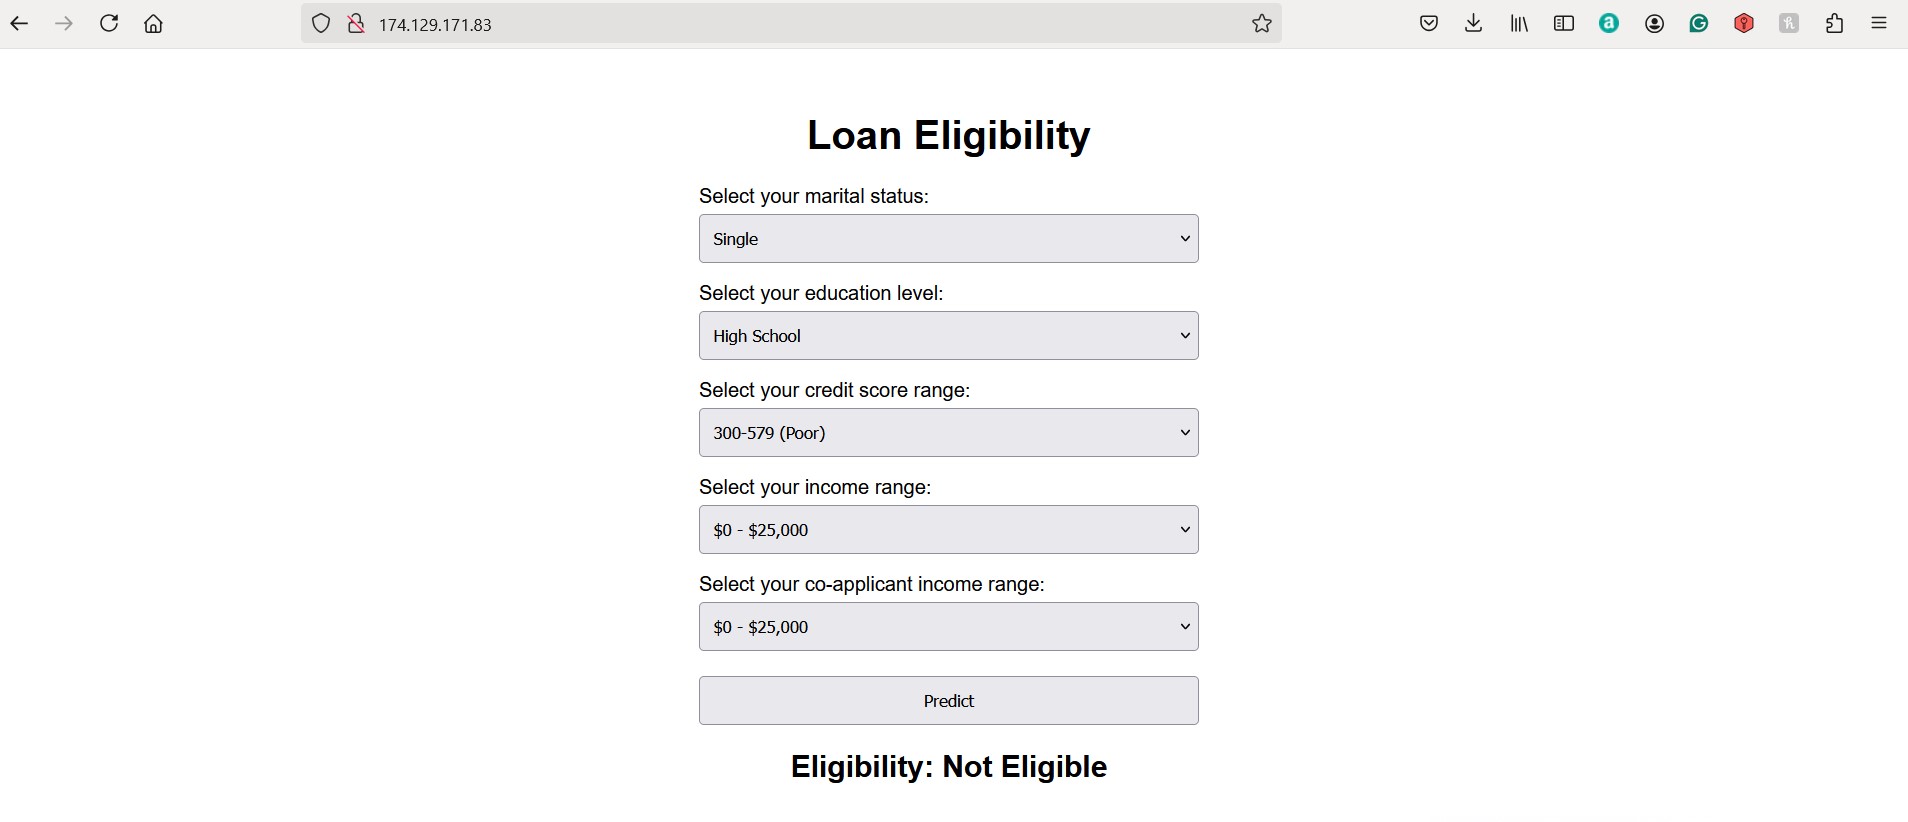 174.129.171.83
Loan Eligibility
Select your marital status:
Single
Select your education level:
High School
Select your credit score range:
300-579 (Poor)
Select your income range:
$0 - $25,000
Select your co-applicant income range:
$0 - $25,000
Predict
Eligibility: Not Eligible